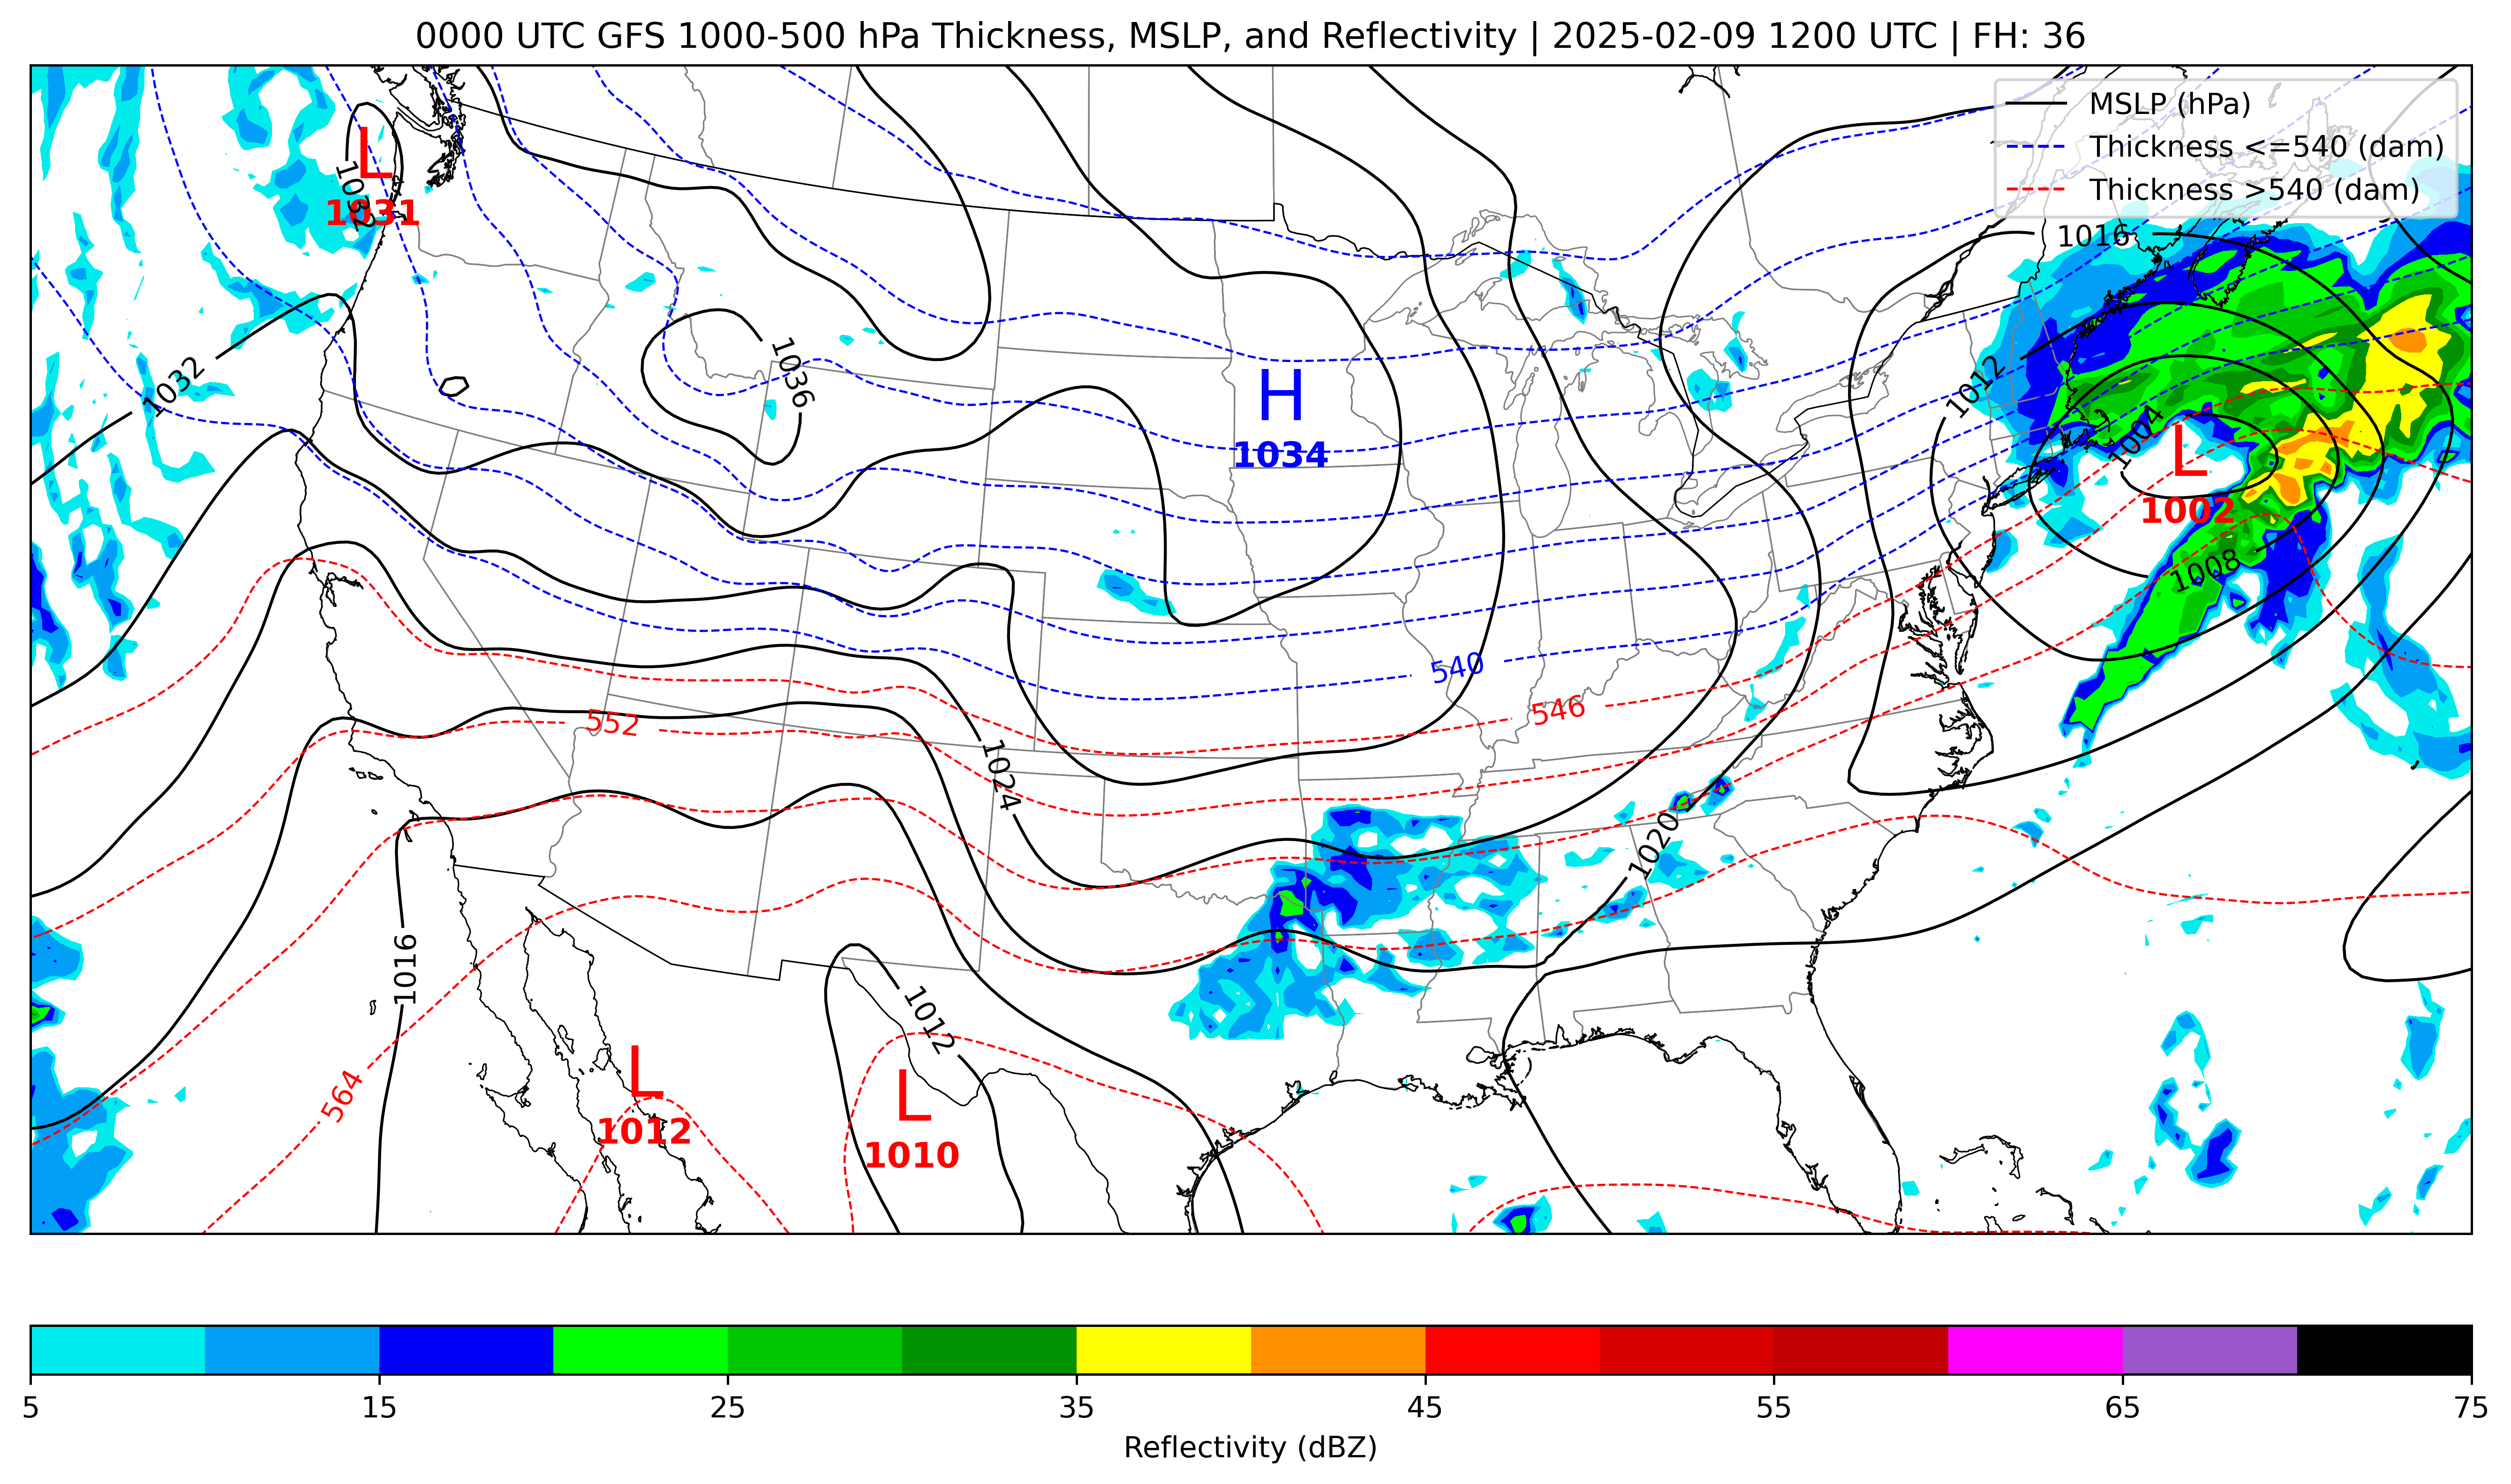 0000 UTC GFS 1000-500 hPa Thickness, MSLP, and Reflectivity | 2025-02-09 1200 UTC | FH: 36
MSLP (hPa)
Thickness <=540 (dam)
Thickness >540 (dam)
L
1032
1031
1016
1032
1036
H
1034
1012
1004
L
1002
1008
540
546
552
1024
1020
1016
1012
564
L
1012
L
1010
5 15 25 35 45 55 65 75
Reflectivity (dBZ)